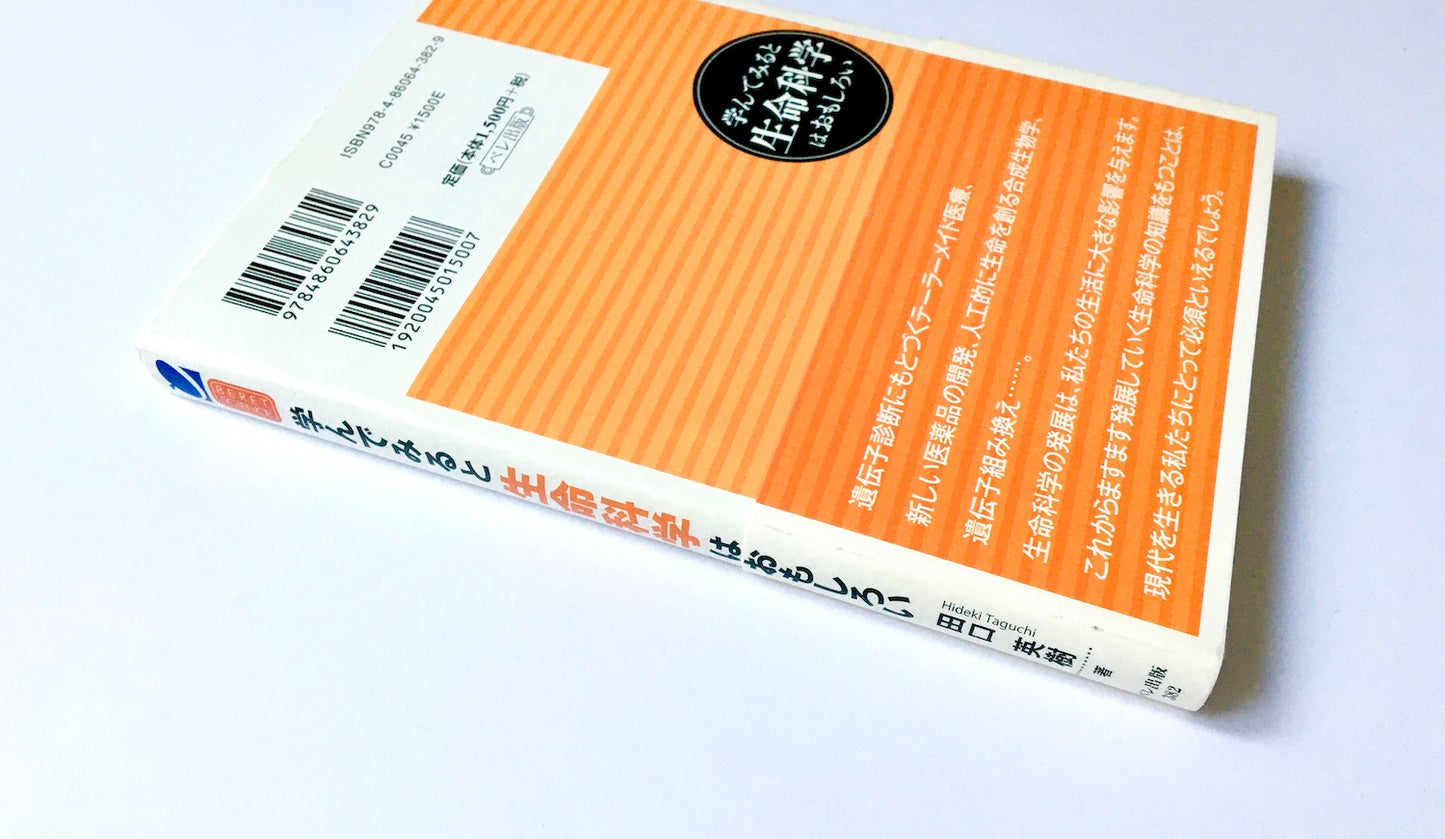 ISBN978-4-86064-382-9
C0045 ¥1500E
定価(本体1,500円+税)
ベレ出版
9784860643829
1920045015007
学んでみると
生命科学
はおもしろい
遺伝子診断にもとづくテーラーメイド医療、
新しい医薬品の開発、人工的に生命を創る合成生物学、
遺伝子組み換え……。
生命科学の発展は、私たちの生活に大きな影響を与えます。
これからますます発展していく生命科学の知識をもつことは、
現代を生きる私たちにとって必須といえるでしょう。
BERET
SCIENCE
学んでみると生命科学はおもしろい
Hideki Taguchi
田口 英樹 著
ベレ出版
382